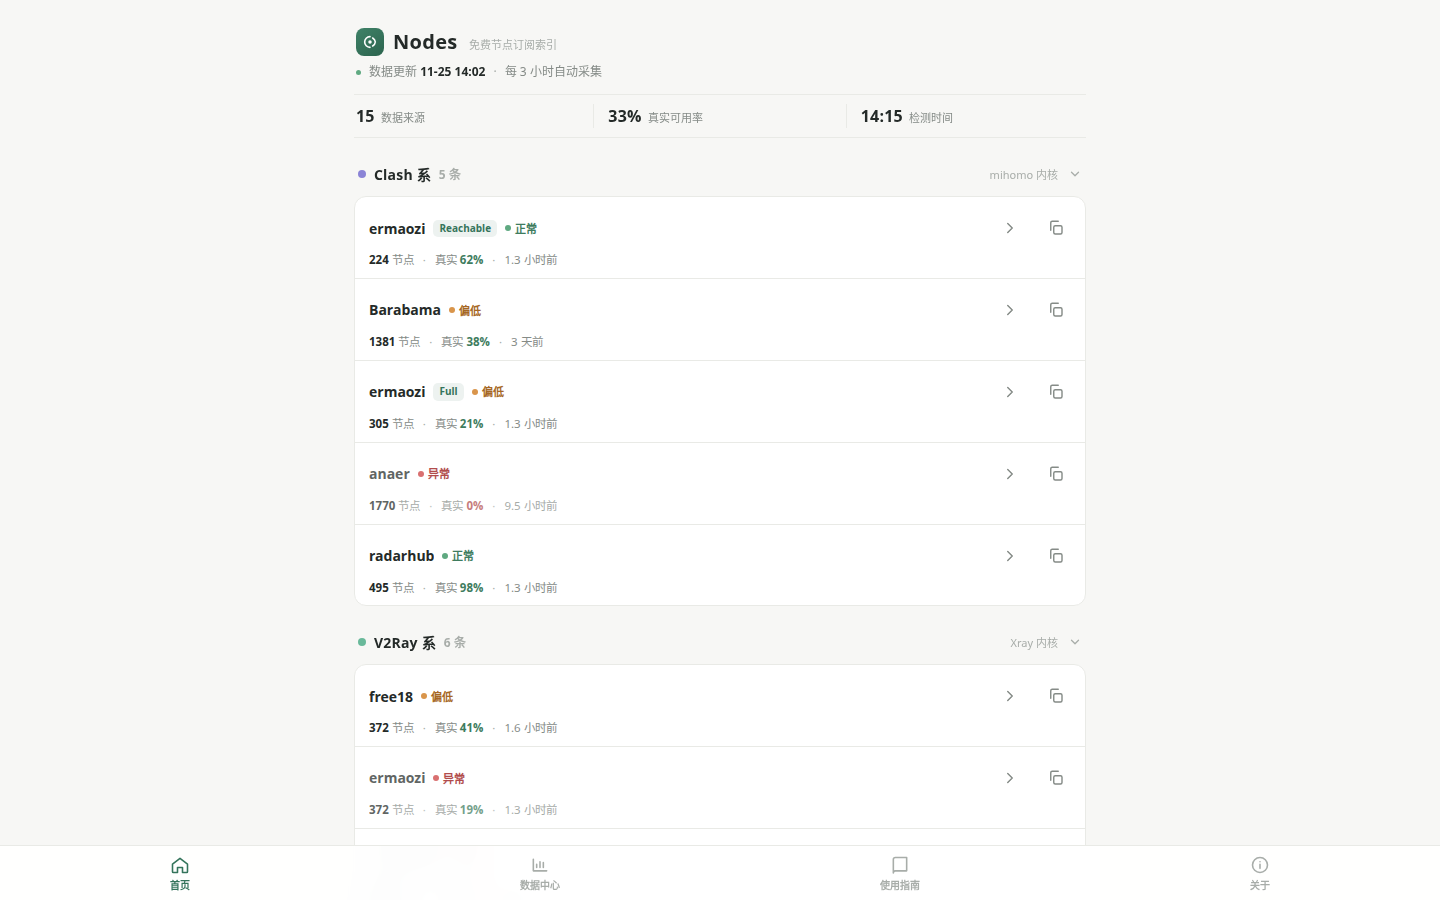 Nodes 免费节点订阅索引
数据更新 11-25 14:02 · 每 3 小时自动采集
15 数据来源 33% 真实可用率 14:15 检测时间
Clash 系 5 条 mihomo 内核
ermaozi Reachable 正常
224 节点 · 真实 62% · 1.3 小时前
Barabama 偏低
1381 节点 · 真实 38% · 3 天前
ermaozi Full 偏低
305 节点 · 真实 21% · 1.3 小时前
anaer 异常
1770 节点 · 真实 0% · 9.5 小时前
radarhub 正常
495 节点 · 真实 98% · 1.3 小时前
V2Ray 系 6 条 Xray 内核
free18 偏低
372 节点 · 真实 41% · 1.6 小时前
ermaozi 异常
372 节点 · 真实 19% · 1.3 小时前
首页 数据中心 使用指南 关于